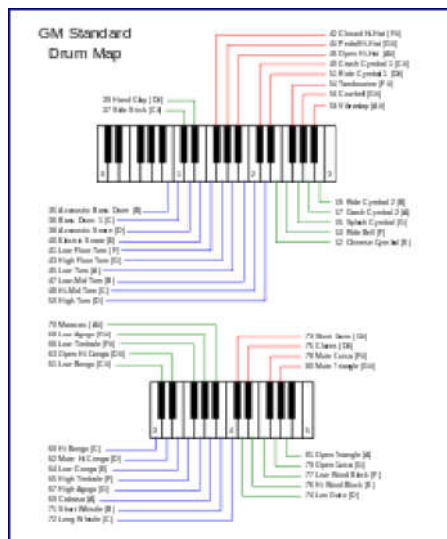 GM Standard
Drum Map
42 Closed Hi-Hat [F#]
44 Pedal Hi-Hat [G#]
46 Open Hi-Hat [A#]
49 Crash Cymbal 1 [C#]
51 Ride Cymbal 1 [D#]
54 Tambourine [F#]
56 Cowbell [G#]
58 Vibraslap [A#]
39 Hand Clap [D#]
37 Side Stick [C#]
0 1 2 3
59 Ride Cymbal 2 [B]
57 Crash Cymbal 2 [A]
55 Splash Cymbal [G]
53 Ride Bell [F]
52 Chinese Cymbal [E]
35 Acoustic Bass Drum [B]
36 Bass Drum 1 [C]
38 Acoustic Snare [D]
40 Electric Snare [E]
41 Low Floor Tom [F]
43 High Floor Tom [G]
45 Low Tom [A]
47 Low-Mid Tom [B]
48 Hi-Mid Tom [C]
50 High Tom [D]
70 Maracas [A#]
68 Low Agogo [G#]
66 Low Timbale [F#]
63 Open Hi Conga [D#]
61 Low Bongo [C#]
73 Short Guiro [C#]
75 Claves [D#]
78 Mute Cuica [F#]
80 Mute Triangle [G#]
3 4 5
60 Hi Bongo [C]
62 Mute Hi Conga [D]
64 Low Conga [E]
65 High Timbale [F]
67 High Agogo [G]
69 Cabasa [A]
71 Short Whistle [B]
72 Long Whistle [C]
81 Open Triangle [A]
79 Open Cuica [G]
77 Low Wood Block [F]
76 Hi Wood Block [E]
74 Lon Guiro [D]